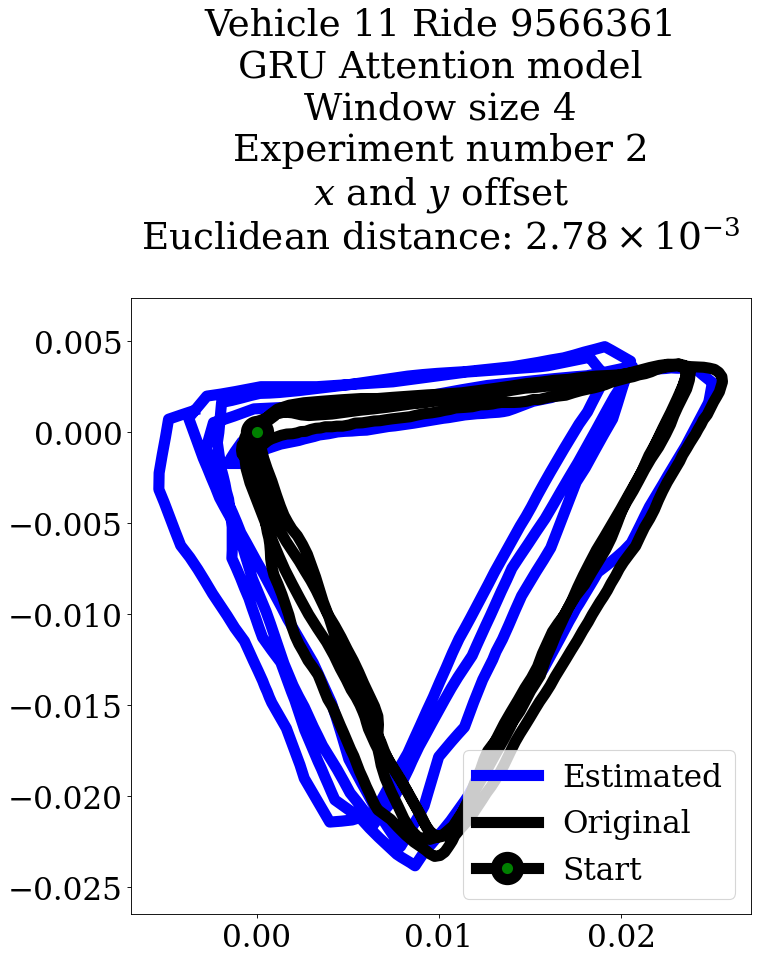 Vehicle 11 Ride 9566361
GRU Attention model
Window size 4
Experiment number 2
x and y offset
Euclidean distance: 2.78 × 10⁻³
0.005
0.000
−0.005
−0.010
−0.015
−0.020
−0.025
Estimated
Original
Start
0.00 0.01 0.02